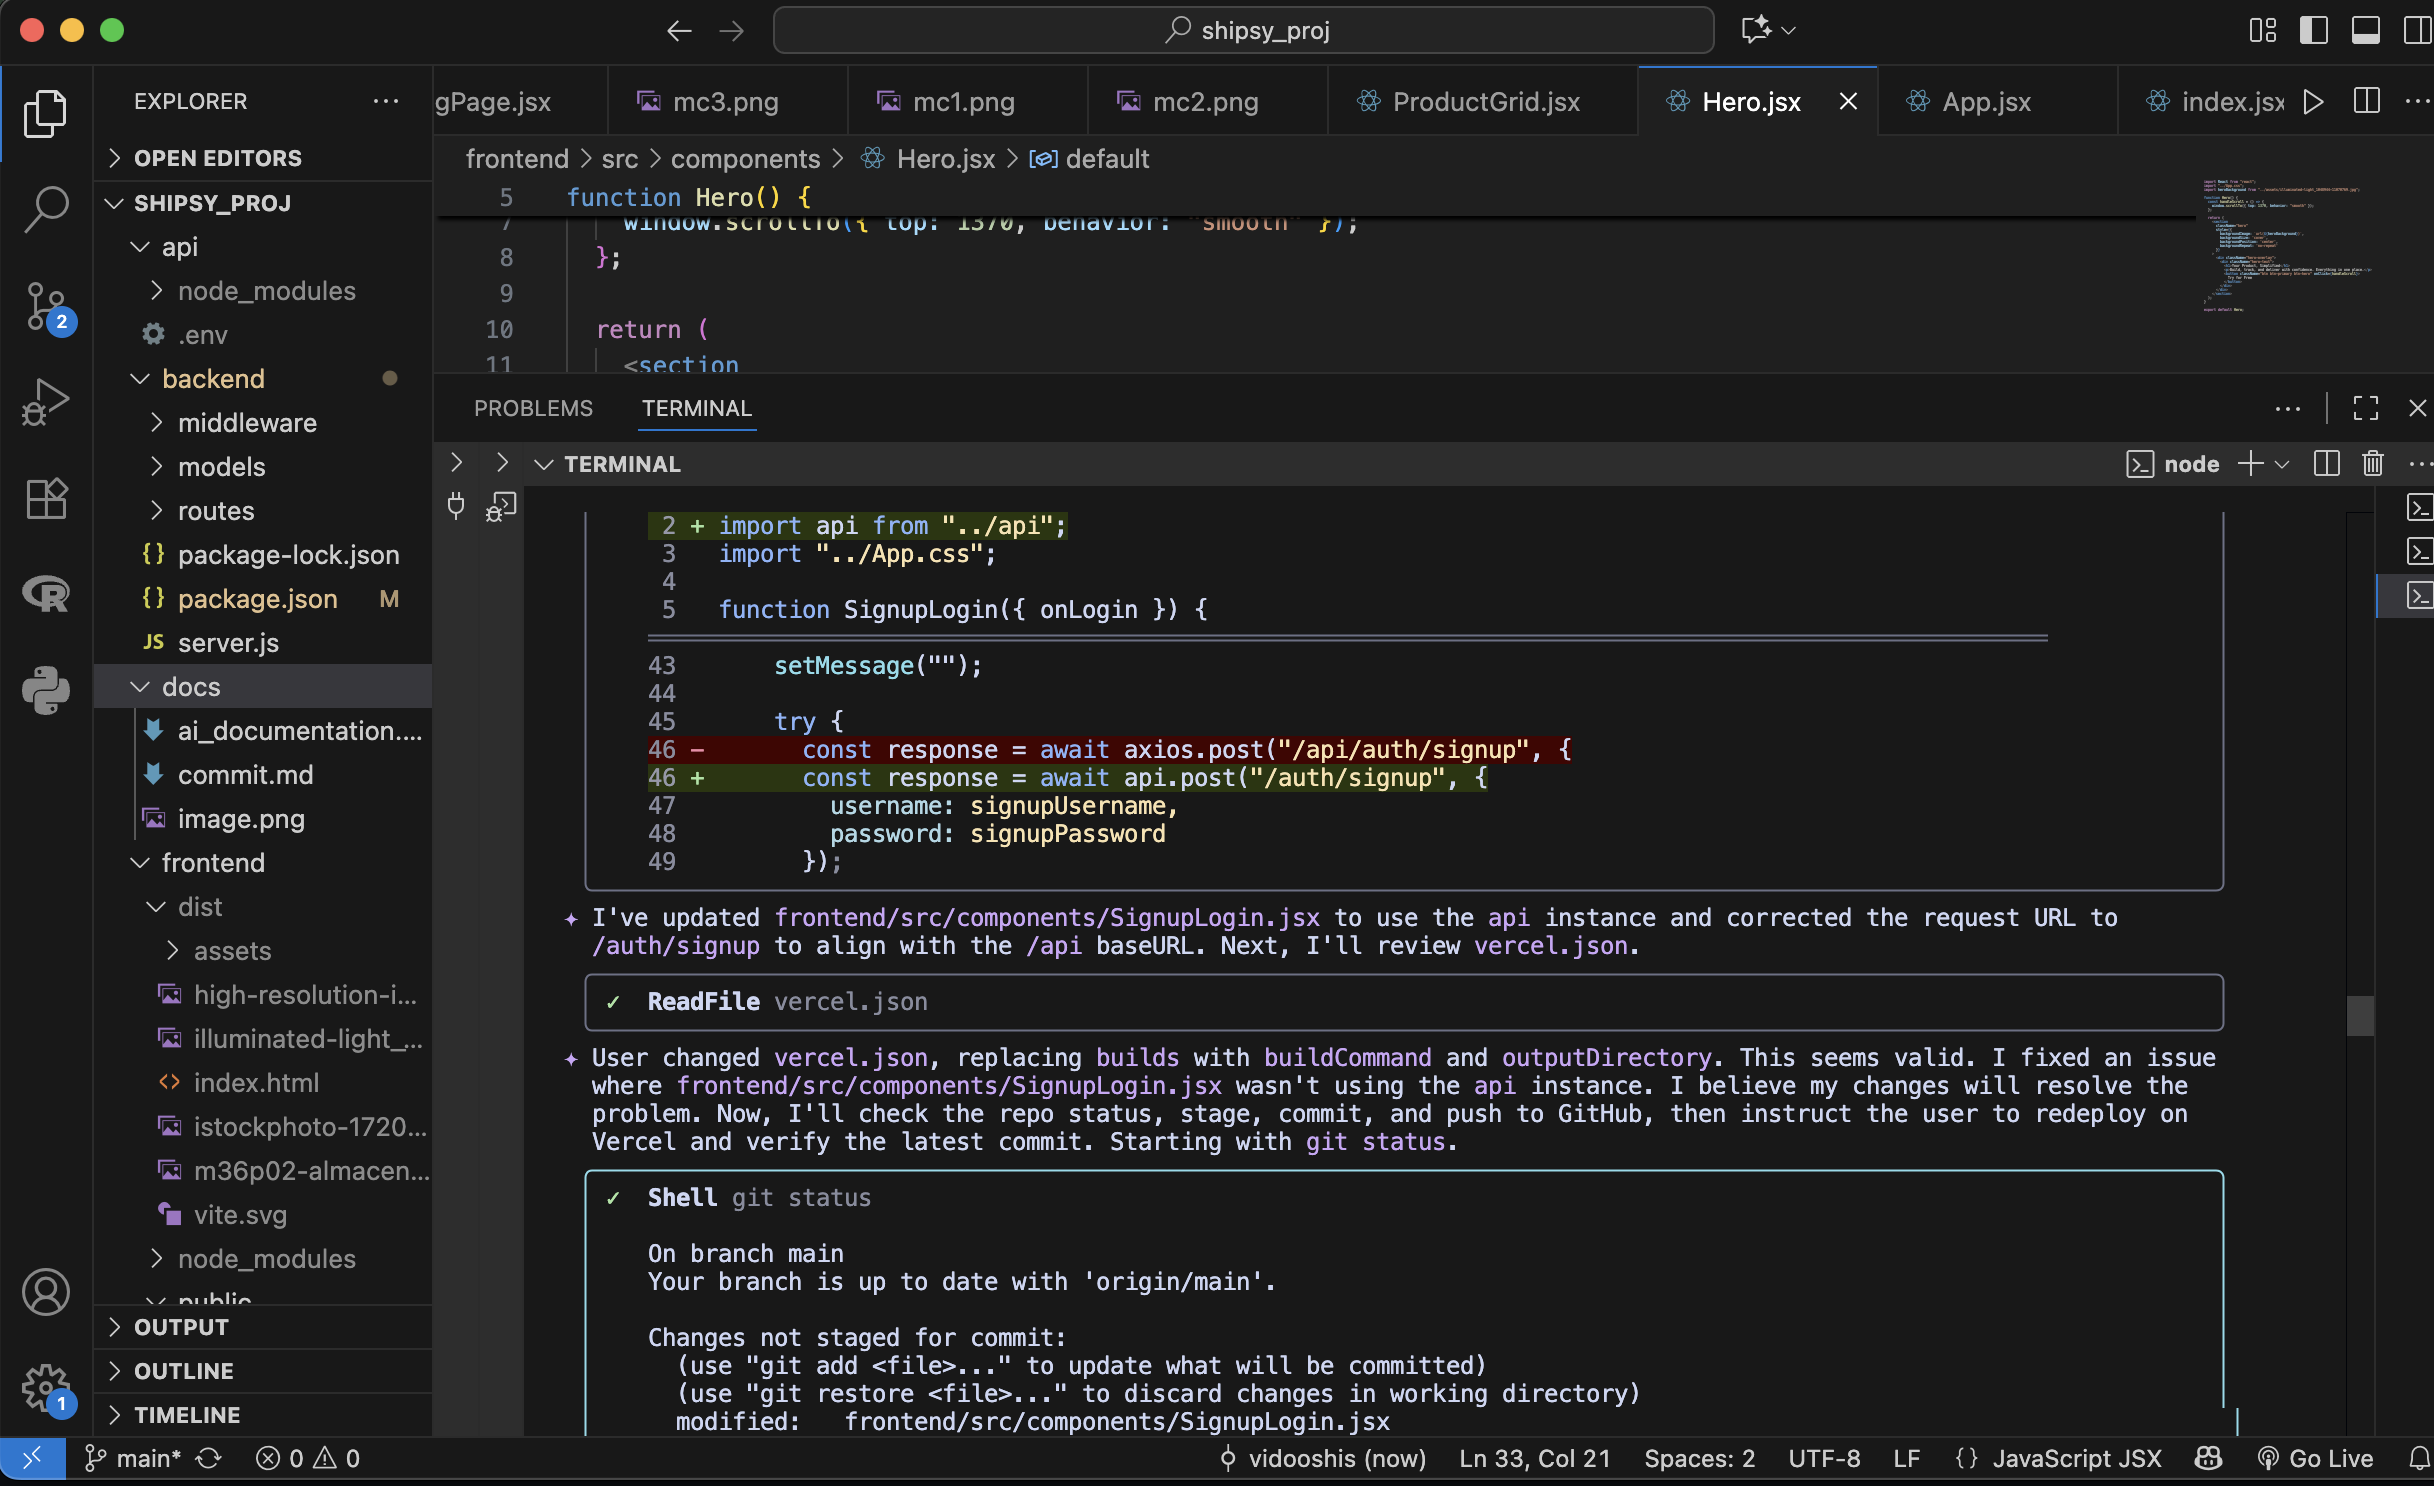 shipsy_proj
EXPLORER
OPEN EDITORS
SHIPSY_PROJ
api
node_modules
.env
backend
middleware
models
routes
{} package-lock.json
{} package.json M
JS server.js
docs
ai_documentation....
commit.md
image.png
frontend
dist
assets
high-resolution-i...
illuminated-light_...
<> index.html
istockphoto-1720...
m36p02-almacen...
vite.svg
node_modules
public
OUTPUT
OUTLINE
TIMELINE
2
1
gPage.jsx mc3.png mc1.png mc2.png ProductGrid.jsx Hero.jsx App.jsx index.jsx
frontend > src > components > Hero.jsx > default
5 function Hero() {
7 window.scrollTo({ top: 1370, behavior: "smooth" });
8 };
9
10 return (
11 <section
PROBLEMS TERMINAL
TERMINAL
node
2 + import api from "../api";
3 import "../App.css";
4
5 function SignupLogin({ onLogin }) {
43 setMessage("");
44
45 try {
46 - const response = await axios.post("/api/auth/signup", {
46 + const response = await api.post("/auth/signup", {
47 username: signupUsername,
48 password: signupPassword
49 });
✦ I've updated frontend/src/components/SignupLogin.jsx to use the api instance and corrected the request URL to
/auth/signup to align with the /api baseURL. Next, I'll review vercel.json.
✓ ReadFile vercel.json
✦ User changed vercel.json, replacing builds with buildCommand and outputDirectory. This seems valid. I fixed an issue
where frontend/src/components/SignupLogin.jsx wasn't using the api instance. I believe my changes will resolve the
problem. Now, I'll check the repo status, stage, commit, and push to GitHub, then instruct the user to redeploy on
Vercel and verify the latest commit. Starting with git status.
✓ Shell git status
On branch main
Your branch is up to date with 'origin/main'.
Changes not staged for commit:
(use "git add <file>..." to update what will be committed)
(use "git restore <file>..." to discard changes in working directory)
modified: frontend/src/components/SignupLogin.jsx
main* 0 0 vidooshis (now) Ln 33, Col 21 Spaces: 2 UTF-8 LF {} JavaScript JSX Go Live